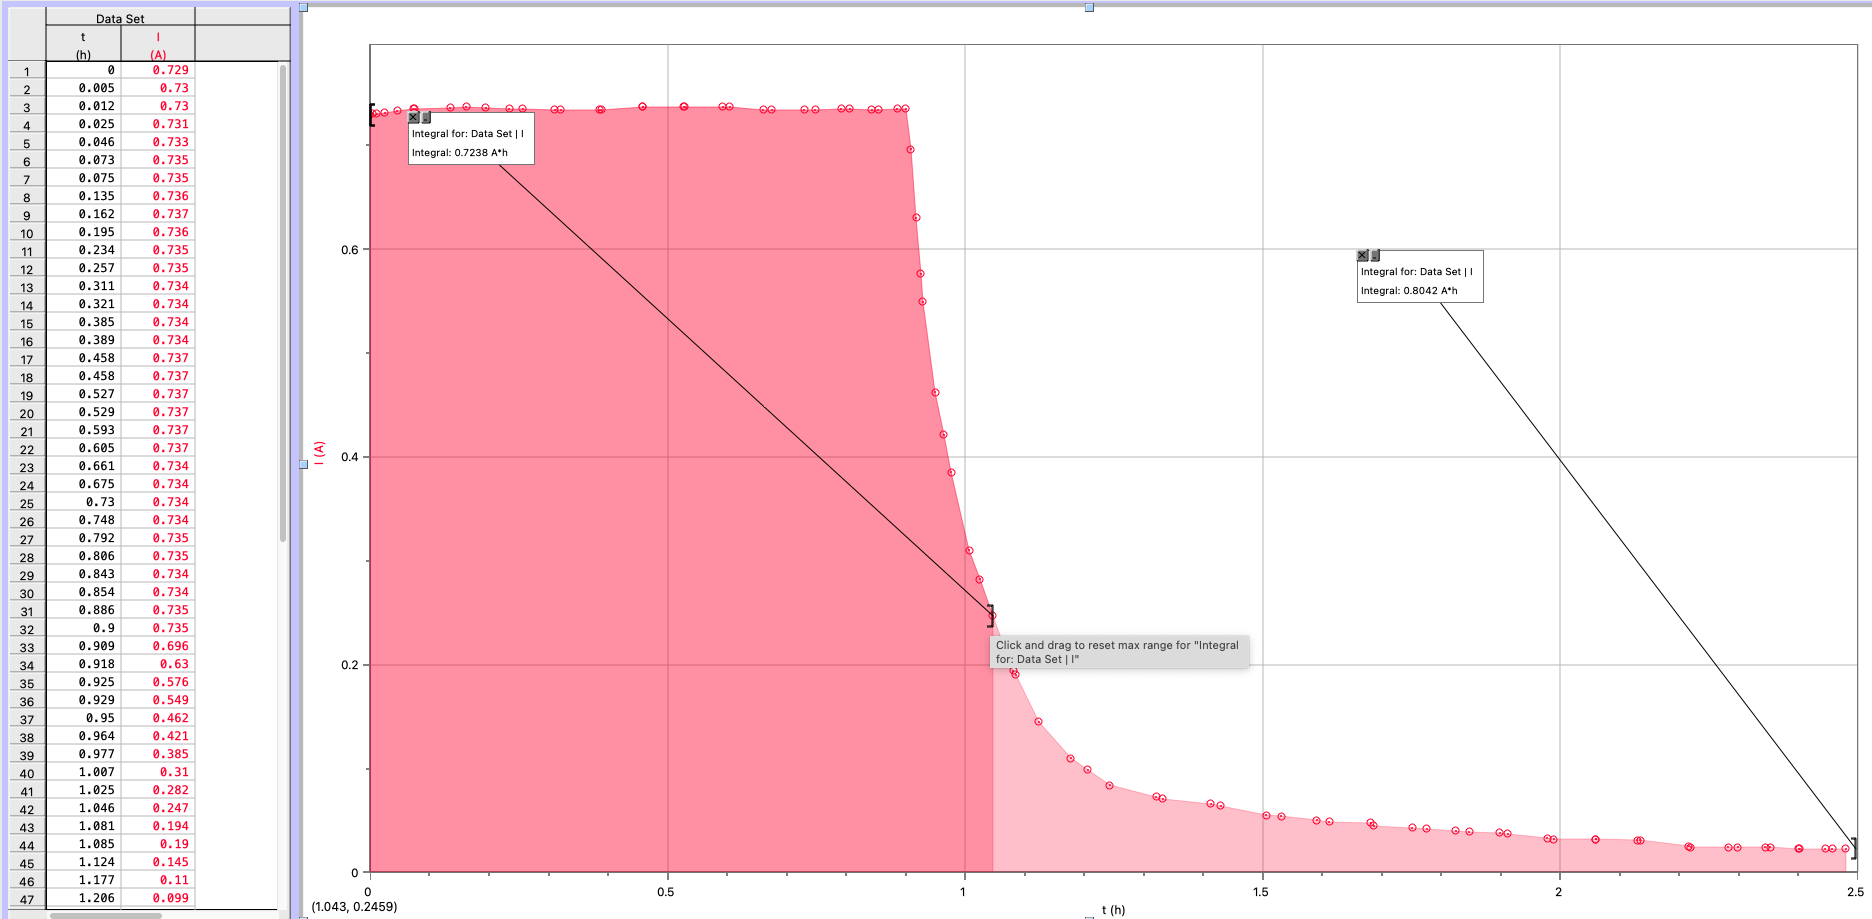 Data Set
t I
(h) (A)
1 0 0.729
2 0.005 0.73
3 0.012 0.73
4 0.025 0.731
5 0.046 0.733
6 0.073 0.735
7 0.075 0.735
8 0.135 0.736
9 0.162 0.737
10 0.195 0.736
11 0.234 0.735
12 0.257 0.735
13 0.311 0.734
14 0.321 0.734
15 0.385 0.734
16 0.389 0.734
17 0.458 0.737
18 0.458 0.737
19 0.527 0.737
20 0.529 0.737
21 0.593 0.737
22 0.605 0.737
23 0.661 0.734
24 0.675 0.734
25 0.73 0.734
26 0.748 0.734
27 0.792 0.735
28 0.806 0.735
29 0.843 0.734
30 0.854 0.734
31 0.886 0.735
32 0.9 0.735
33 0.909 0.696
34 0.918 0.63
35 0.925 0.576
36 0.929 0.549
37 0.95 0.462
38 0.964 0.421
39 0.977 0.385
40 1.007 0.31
41 1.025 0.282
42 1.046 0.247
43 1.081 0.194
44 1.085 0.19
45 1.124 0.145
46 1.177 0.11
47 1.206 0.099
Integral for: Data Set | I
Integral: 0.7238 A*h
Integral for: Data Set | I
Integral: 0.8042 A*h
Click and drag to reset max range for "Integral
for: Data Set | I"
I (A)
0.6
0.4
0.2
0
0 0.5 1 1.5 2 2.5
(1.043, 0.2459)
t (h)